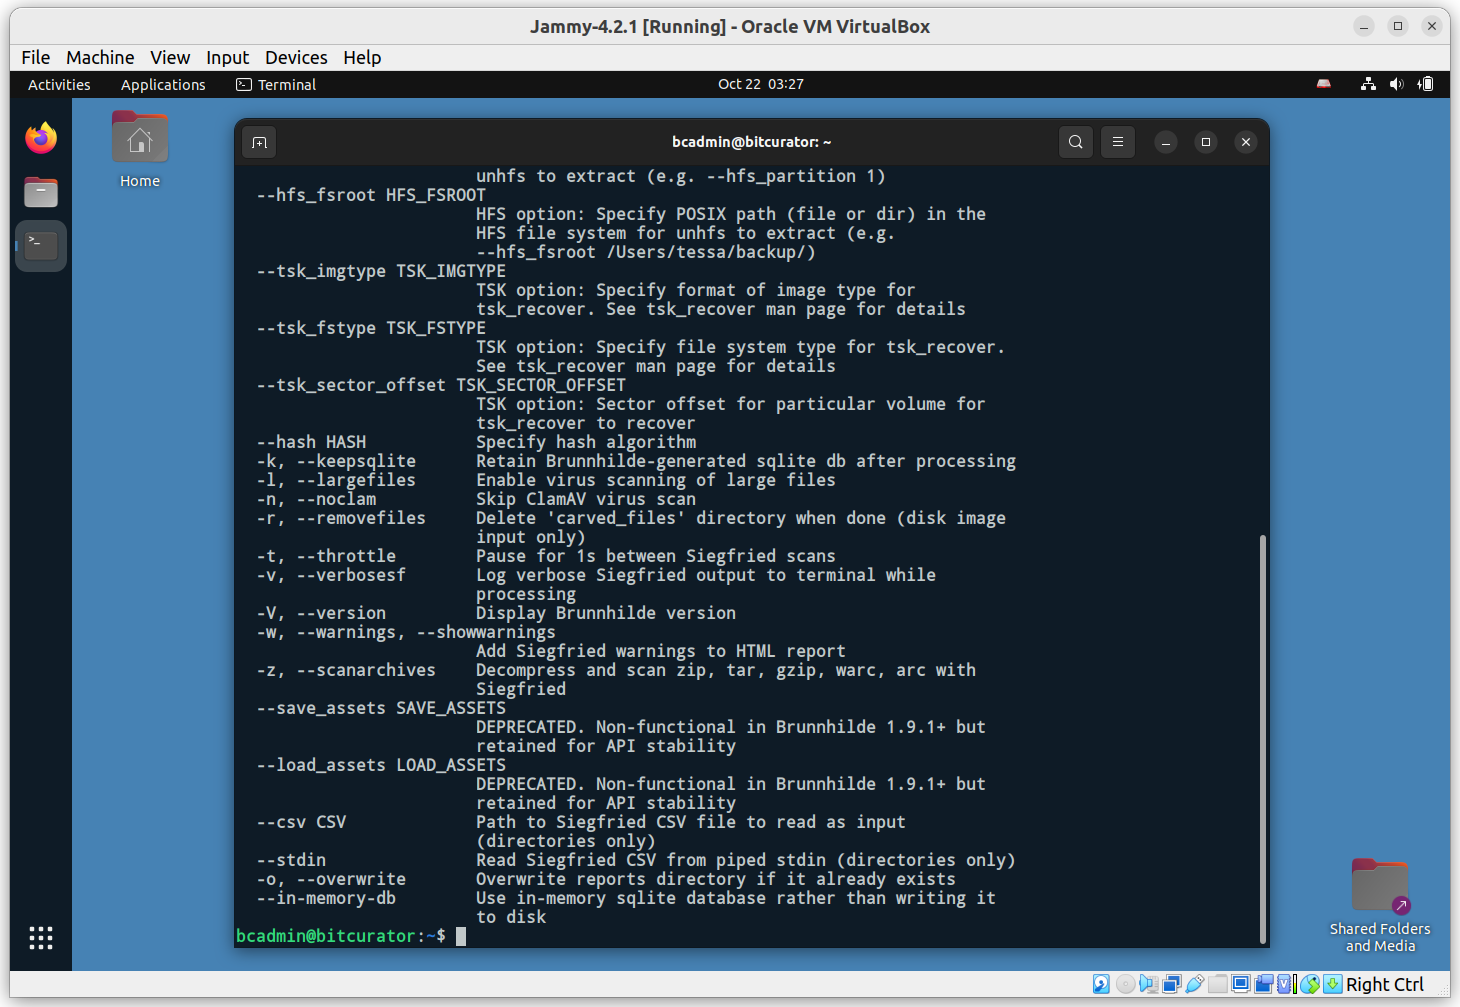 Jammy-4.2.1 [Running] - Oracle VM VirtualBox
File Machine View Input Devices Help
Activities Applications Terminal Oct 22 03:27
Home
bcadmin@bitcurator: ~
unhfs to extract (e.g. --hfs_partition 1)
--hfs_fsroot HFS_FSROOT
HFS option: Specify POSIX path (file or dir) in the
HFS file system for unhfs to extract (e.g.
--hfs_fsroot /Users/tessa/backup/)
--tsk_imgtype TSK_IMGTYPE
TSK option: Specify format of image type for
tsk_recover. See tsk_recover man page for details
--tsk_fstype TSK_FSTYPE
TSK option: Specify file system type for tsk_recover.
See tsk_recover man page for details
--tsk_sector_offset TSK_SECTOR_OFFSET
TSK option: Sector offset for particular volume for
tsk_recover to recover
--hash HASH Specify hash algorithm
-k, --keepsqlite Retain Brunnhilde-generated sqlite db after processing
-l, --largefiles Enable virus scanning of large files
-n, --noclam Skip ClamAV virus scan
-r, --removefiles Delete 'carved_files' directory when done (disk image
input only)
-t, --throttle Pause for 1s between Siegfried scans
-v, --verbosesf Log verbose Siegfried output to terminal while
processing
-V, --version Display Brunnhilde version
-w, --warnings, --showwarnings
Add Siegfried warnings to HTML report
-z, --scanarchives Decompress and scan zip, tar, gzip, warc, arc with
Siegfried
--save_assets SAVE_ASSETS
DEPRECATED. Non-functional in Brunnhilde 1.9.1+ but
retained for API stability
--load_assets LOAD_ASSETS
DEPRECATED. Non-functional in Brunnhilde 1.9.1+ but
retained for API stability
--csv CSV Path to Siegfried CSV file to read as input
(directories only)
--stdin Read Siegfried CSV from piped stdin (directories only)
-o, --overwrite Overwrite reports directory if it already exists
--in-memory-db Use in-memory sqlite database rather than writing it
to disk
bcadmin@bitcurator:~$
Shared Folders
and Media
Right Ctrl